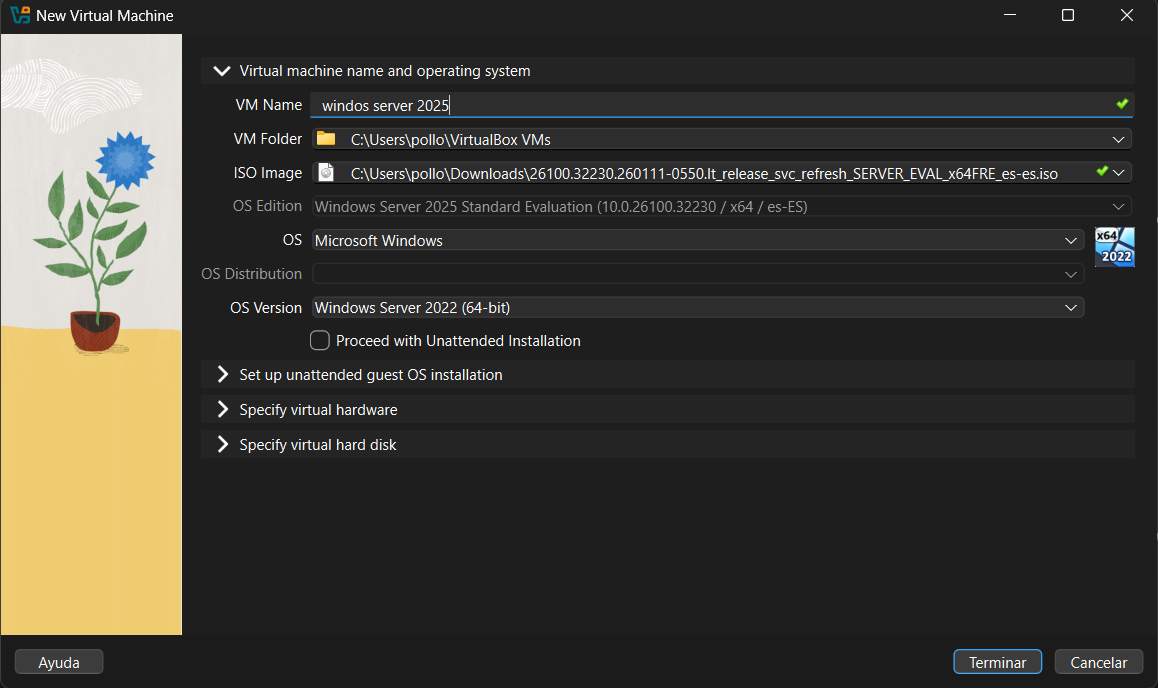 New Virtual Machine
Virtual machine name and operating system
VM Name windos server 2025
VM Folder C:\Users\pollo\VirtualBox VMs
ISO Image C:\Users\pollo\Downloads\26100.32230.260111-0550.lt_release_svc_refresh_SERVER_EVAL_x64FRE_es-es.iso
OS Edition Windows Server 2025 Standard Evaluation (10.0.26100.32230 / x64 / es-ES)
OS Microsoft Windows
x64
2022
OS Distribution
OS Version Windows Server 2022 (64-bit)
Proceed with Unattended Installation
Set up unattended guest OS installation
Specify virtual hardware
Specify virtual hard disk
Ayuda Terminar Cancelar